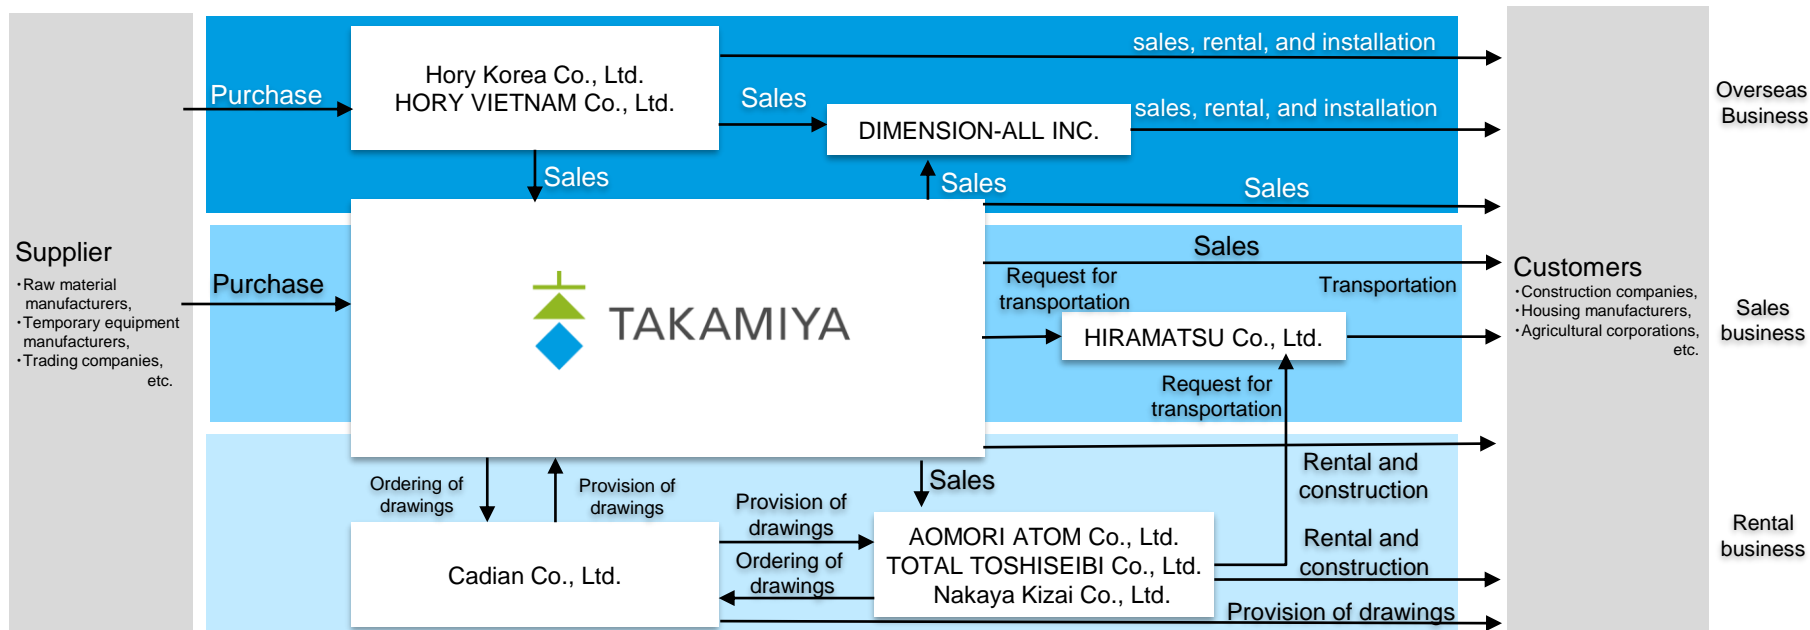 Supplier
・Raw material
manufacturers,
・Temporary equipment
manufacturers,
・Trading companies,
etc.
Purchase
Hory Korea Co., Ltd.
HORY VIETNAM Co., Ltd.
Sales
DIMENSION-ALL INC.
sales, rental, and installation
sales, rental, and installation
Sales
Sales
Sales
Overseas
Business
Purchase
TAKAMIYA
Sales
Request for
transportation
Transportation
HIRAMATSU Co., Ltd.
Request for
transportation
Customers
・Construction companies,
・Housing manufacturers,
・Agricultural corporations,
etc.
Sales
business
Ordering of
drawings
Provision of
drawings
Sales
Rental and
construction
Provision of
drawings
Ordering of
drawings
Cadian Co., Ltd.
AOMORI ATOM Co., Ltd.
TOTAL TOSHISEIBI Co., Ltd.
Nakaya Kizai Co., Ltd.
Rental and
construction
Provision of drawings
Rental
business